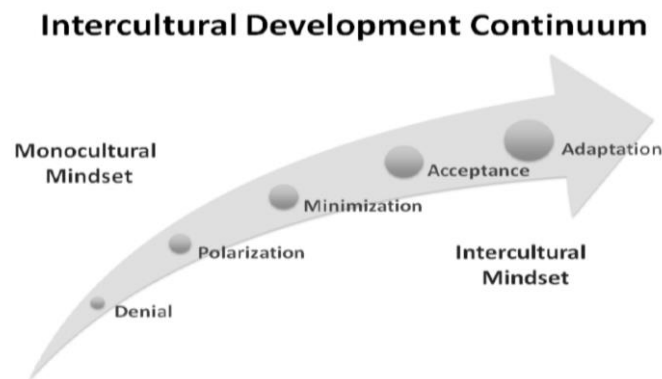 Intercultural Development Continuum
Monocultural
Mindset
Adaptation
Acceptance
Minimization
Polarization
Intercultural
Mindset
Denial